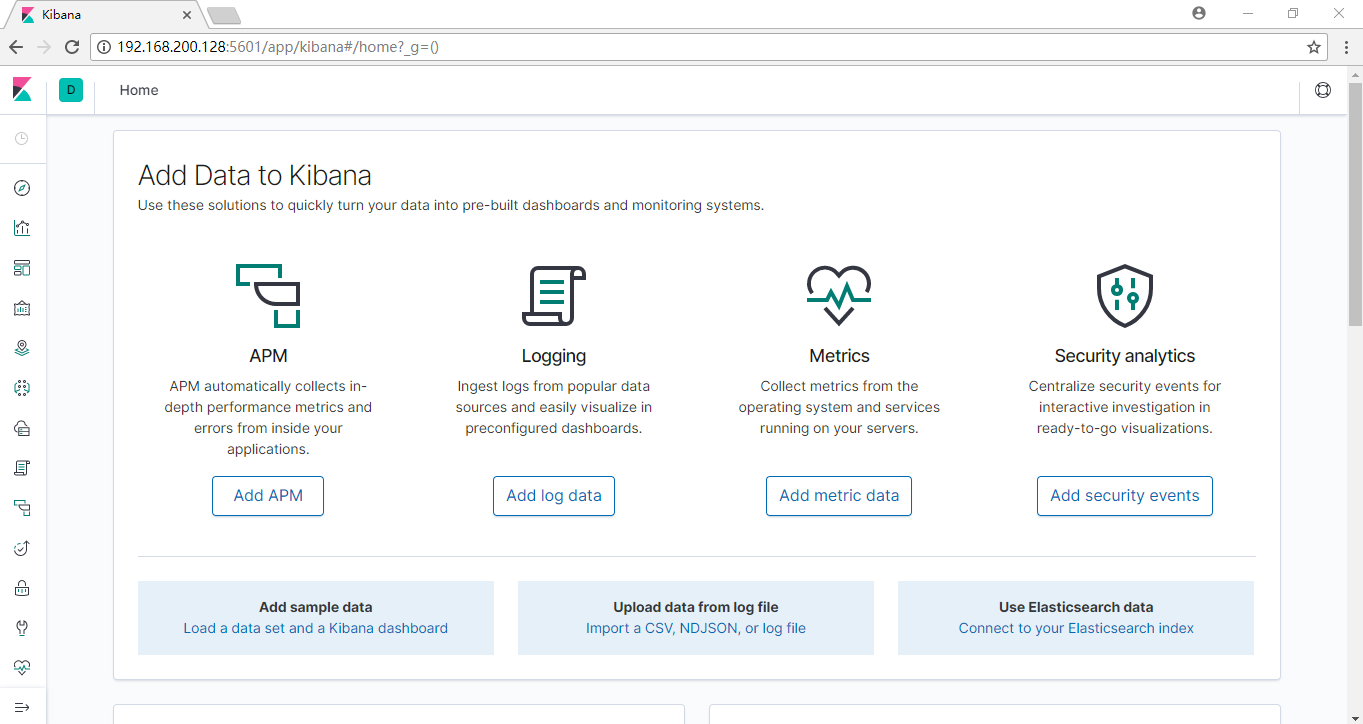 Kibana
192.168.200.128:5601/app/kibana#/home?_g=()
D
Home
Add Data to Kibana
Use these solutions to quickly turn your data into pre-built dashboards and monitoring systems.
APM
APM automatically collects in-
depth performance metrics and
errors from inside your
applications.
Add APM
Logging
Ingest logs from popular data
sources and easily visualize in
preconfigured dashboards.
Add log data
Metrics
Collect metrics from the
operating system and services
running on your servers.
Add metric data
Security analytics
Centralize security events for
interactive investigation in
ready-to-go visualizations.
Add security events
Add sample data
Load a data set and a Kibana dashboard
Upload data from log file
Import a CSV, NDJSON, or log file
Use Elasticsearch data
Connect to your Elasticsearch index